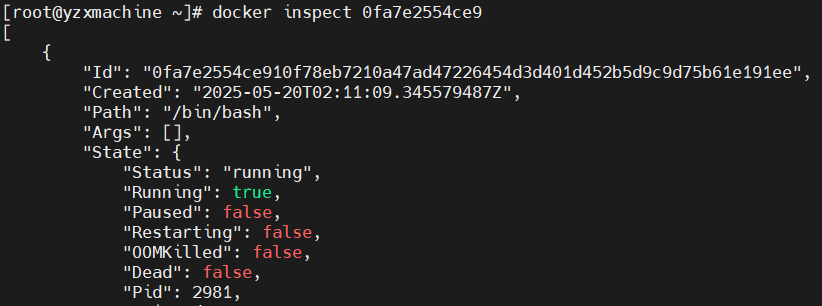 [root@yzxmachine ~]# docker inspect 0fa7e2554ce9
[
    {
        "Id": "0fa7e2554ce910f78eb7210a47ad47226454d3d401d452b5d9c9d75b61e191ee",
        "Created": "2025-05-20T02:11:09.345579487Z",
        "Path": "/bin/bash",
        "Args": [],
        "State": {
            "Status": "running",
            "Running": true,
            "Paused": false,
            "Restarting": false,
            "OOMKilled": false,
            "Dead": false,
            "Pid": 2981,